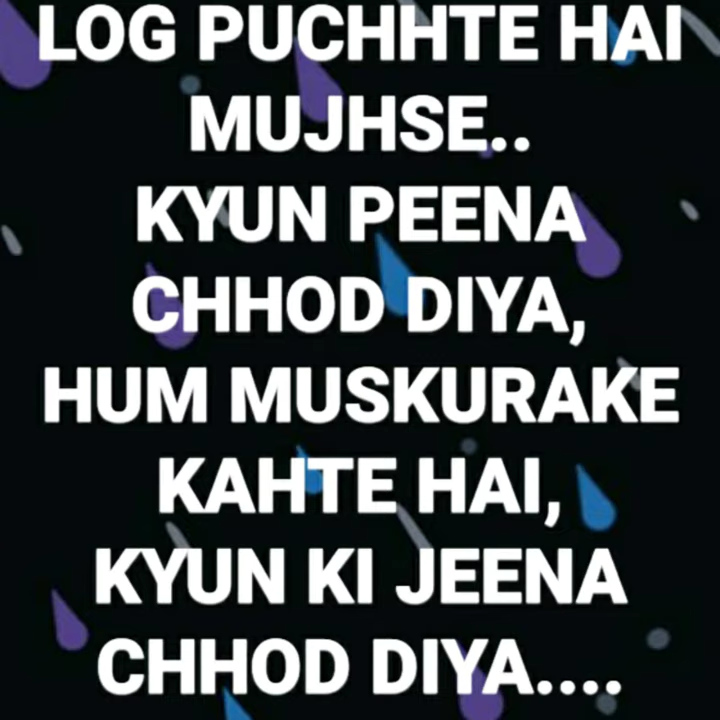 LOG PUCHHTE HAI
MUJHSE..
KYUN PEENA
CHHOD DIYA,
HUM MUSKURAKE
KAHTE HAI,
KYUN KI JEENA
CHHOD DIYA....